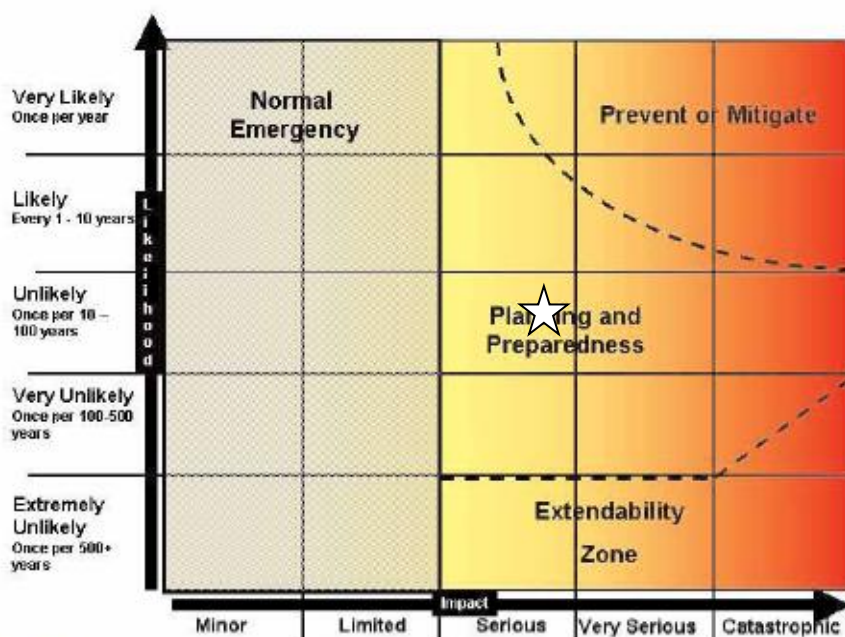 Very Likely
Once per year
Likely
Every 1 - 10 years
Unlikely
Once per 10 –
100 years
Very Unlikely
Once per 100-500
years
Extremely
Unlikely
Once per 500+
years
Likelihood
Normal
Emergency
Prevent or Mitigate
Planning and
Preparedness
Extendability
Zone
Impact
Minor
Limited
Serious
Very Serious
Catastrophic